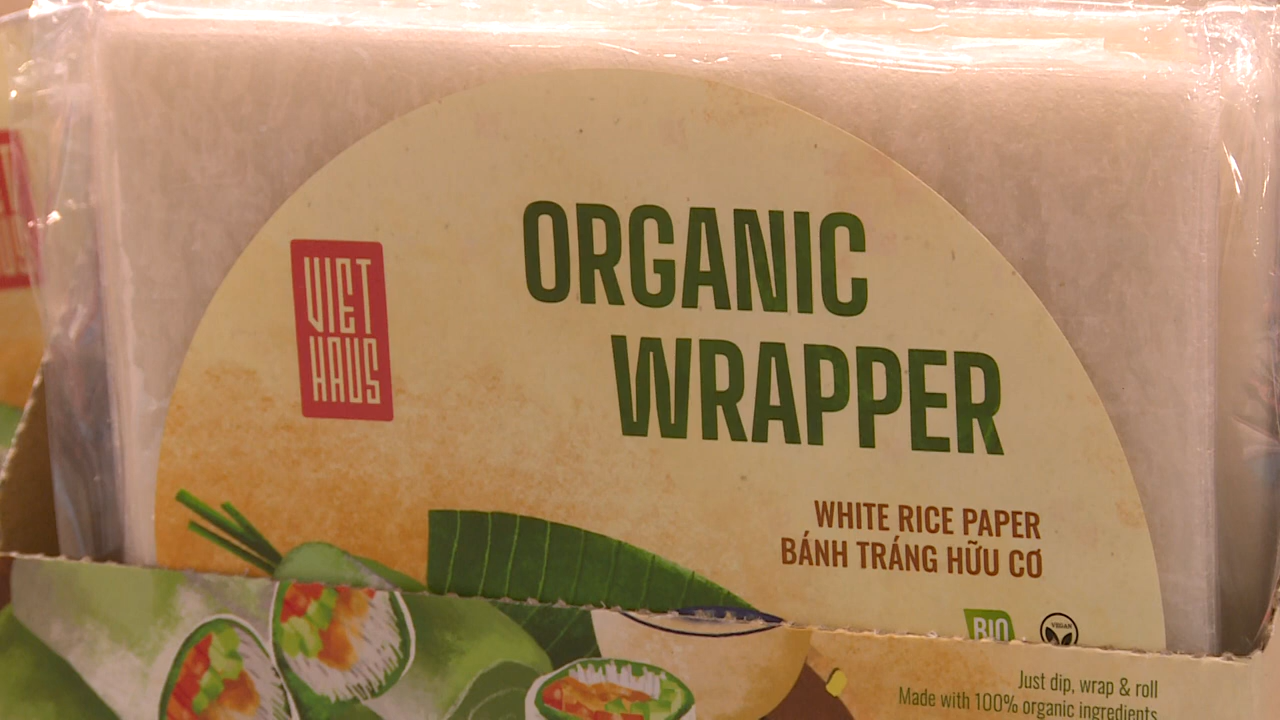 VIET
HAUS
ORGANIC
WRAPPER
WHITE RICE PAPER
BÁNH TRÁNG HỮU CƠ
BIO
VEGAN
Just dip, wrap & roll
Made with 100% organic ingredients